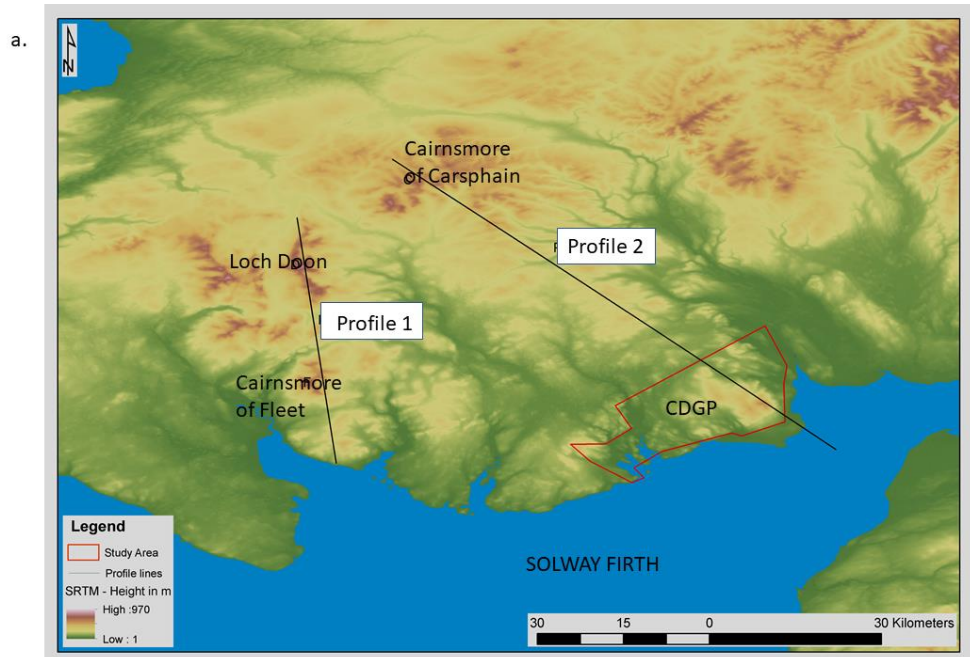 a.
N
Cairnsmore
of Carsphain
Profile 2
Loch Doon
Profile 1
Cairnsmore
of Fleet
CDGP
SOLWAY FIRTH
Legend
Study Area
Profile lines
SRTM - Height in m
High :970
Low : 1
30 15 0 30 Kilometers